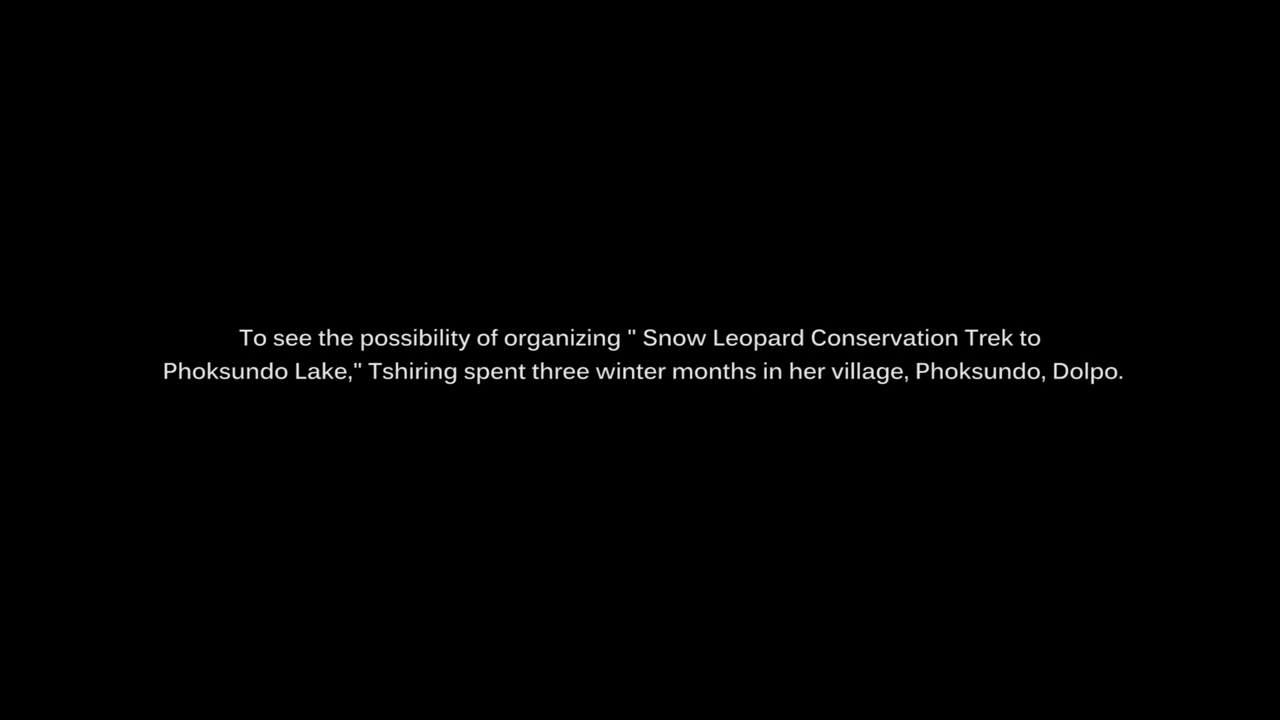 To see the possibility of organizing " Snow Leopard Conservation Trek to
Phoksundo Lake," Tshiring spent three winter months in her village, Phoksundo, Dolpo.